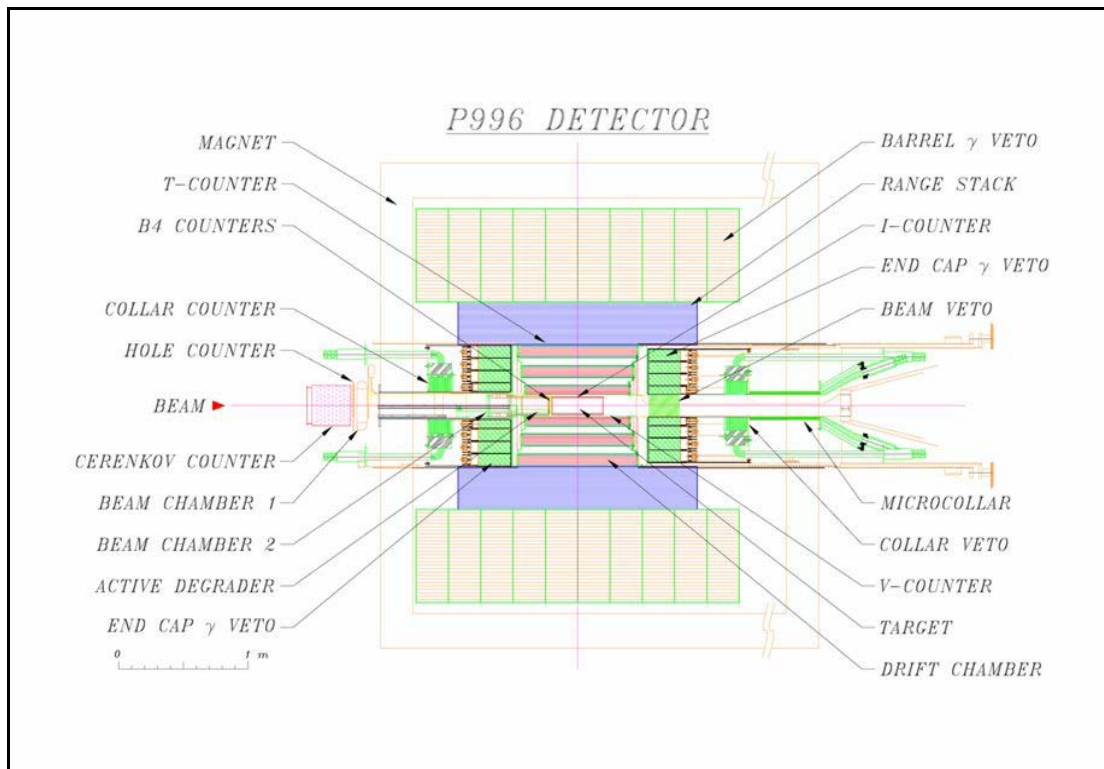 P996 DETECTOR
MAGNET
T-COUNTER
B4 COUNTERS
COLLAR COUNTER
HOLE COUNTER
BEAM
CERENKOV COUNTER
BEAM CHAMBER 1
BEAM CHAMBER 2
ACTIVE DEGRADER
END CAP γ VETO
0 1 m
BARREL γ VETO
RANGE STACK
I-COUNTER
END CAP γ VETO
BEAM VETO
MICROCOLLAR
COLLAR VETO
V-COUNTER
TARGET
DRIFT CHAMBER